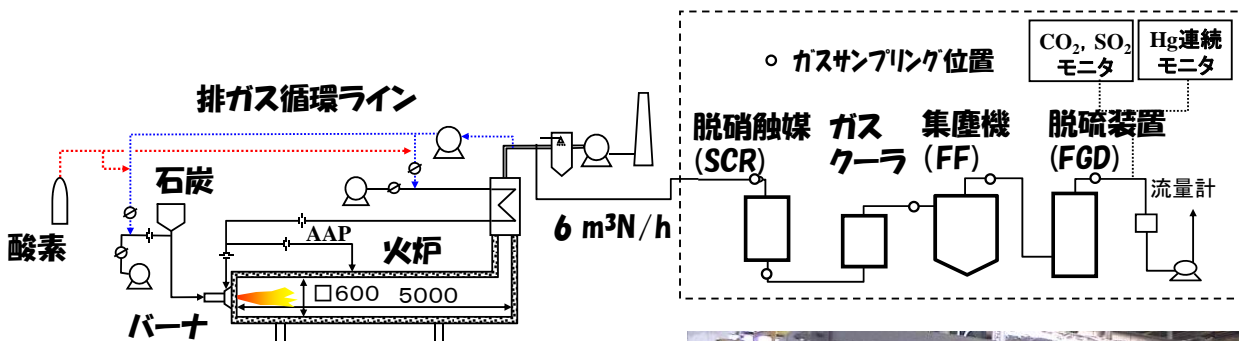 CO₂, SO₂
モニタ
Hg連続
モニタ
ガスサンプリング位置
排ガス循環ライン
脱硝触媒
(SCR)
ガス
クーラ
集塵機
(FF)
脱硫装置
(FGD)
石炭
流量計
酸素
AAP
火炉
6 m³N/h
□600 5000
バーナ